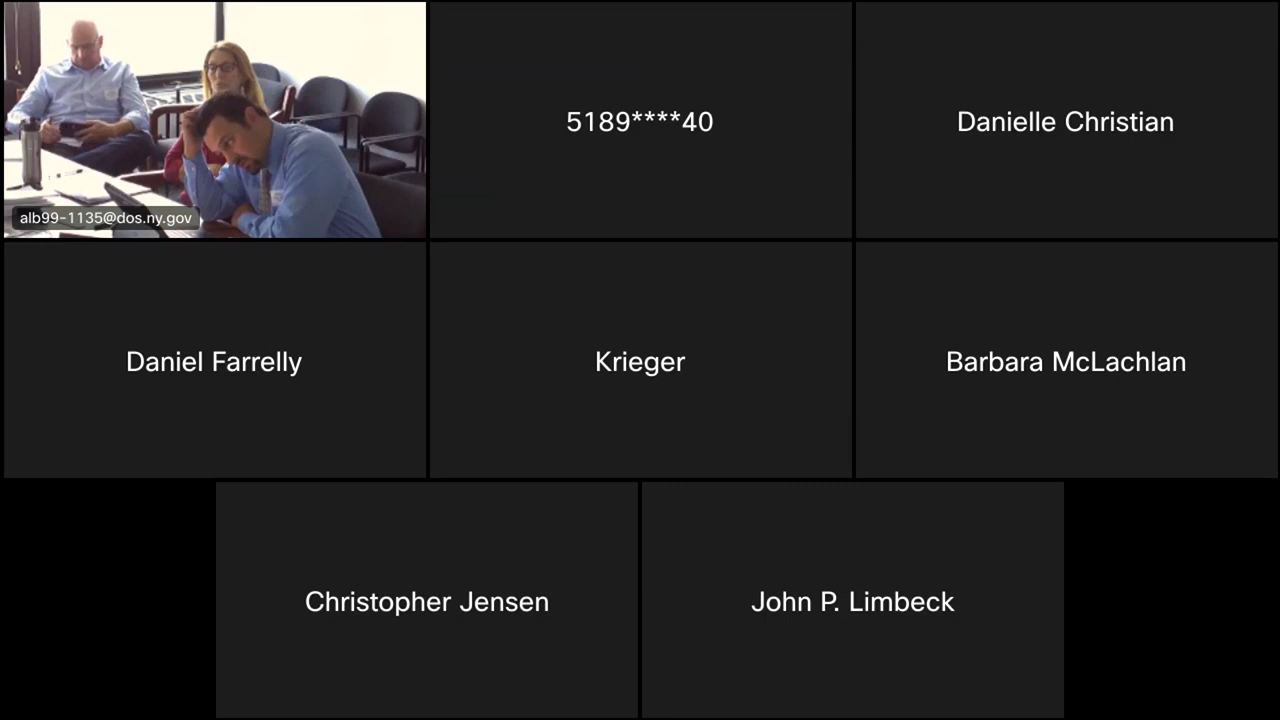 alb99-1135@dos.ny.gov
5189****40
Danielle Christian
Daniel Farrelly
Krieger
Barbara McLachlan
Christopher Jensen
John P. Limbeck